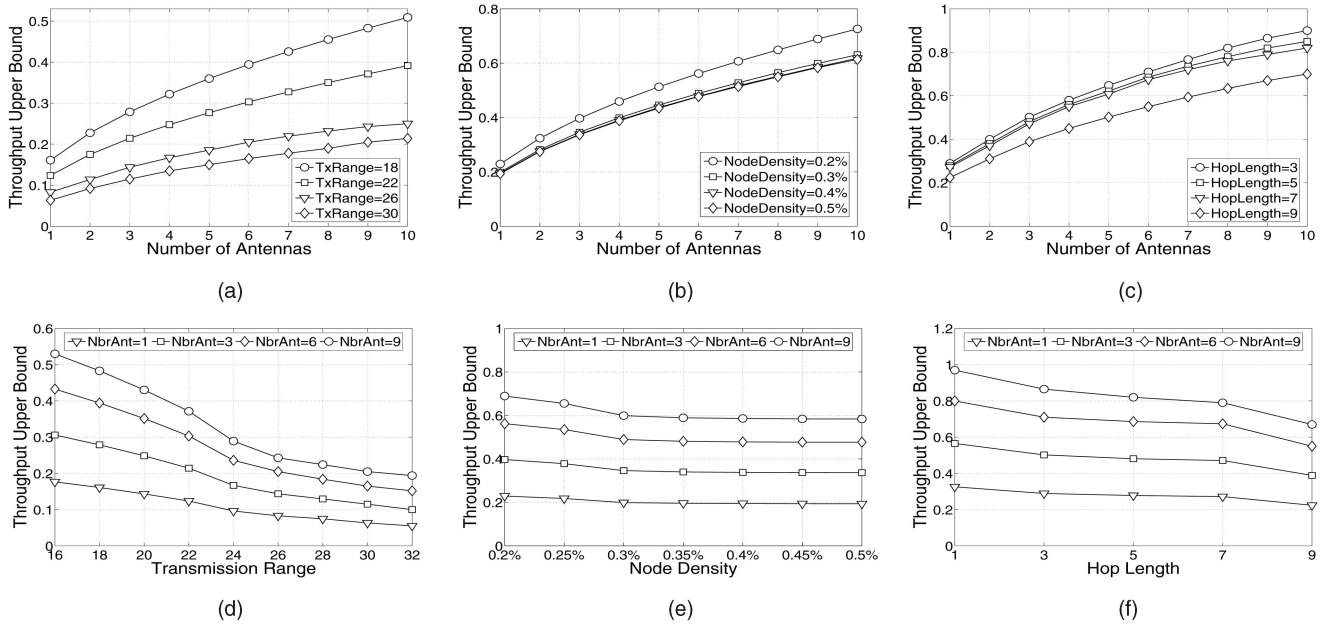 Throughput Upper Bound
0.5
0.4
0.3
0.2
0.1
0
1 2 3 4 5 6 7 8 9 10
Number of Antennas
TxRange=18
TxRange=22
TxRange=26
TxRange=30
(a)
Throughput Upper Bound
0.8
0.6
0.4
0.2
0
1 2 3 4 5 6 7 8 9 10
Number of Antennas
NodeDensity=0.2%
NodeDensity=0.3%
NodeDensity=0.4%
NodeDensity=0.5%
(b)
Throughput Upper Bound
1
0.8
0.6
0.4
0.2
0
1 2 3 4 5 6 7 8 9 10
Number of Antennas
HopLength=3
HopLength=5
HopLength=7
HopLength=9
(c)
Throughput Upper Bound
0.6
0.5
0.4
0.3
0.2
0.1
0
NbrAnt=1 NbrAnt=3 NbrAnt=6 NbrAnt=9
16 18 20 22 24 26 28 30 32
Transmission Range
(d)
Throughput Upper Bound
1
0.8
0.6
0.4
0.2
0
NbrAnt=1 NbrAnt=3 NbrAnt=6 NbrAnt=9
0.2% 0.25% 0.3% 0.35% 0.4% 0.45% 0.5%
Node Density
(e)
Throughput Upper Bound
1.2
1
0.8
0.6
0.4
0.2
0
NbrAnt=1 NbrAnt=3 NbrAnt=6 NbrAnt=9
1 3 5 7 9
Hop Length
(f)